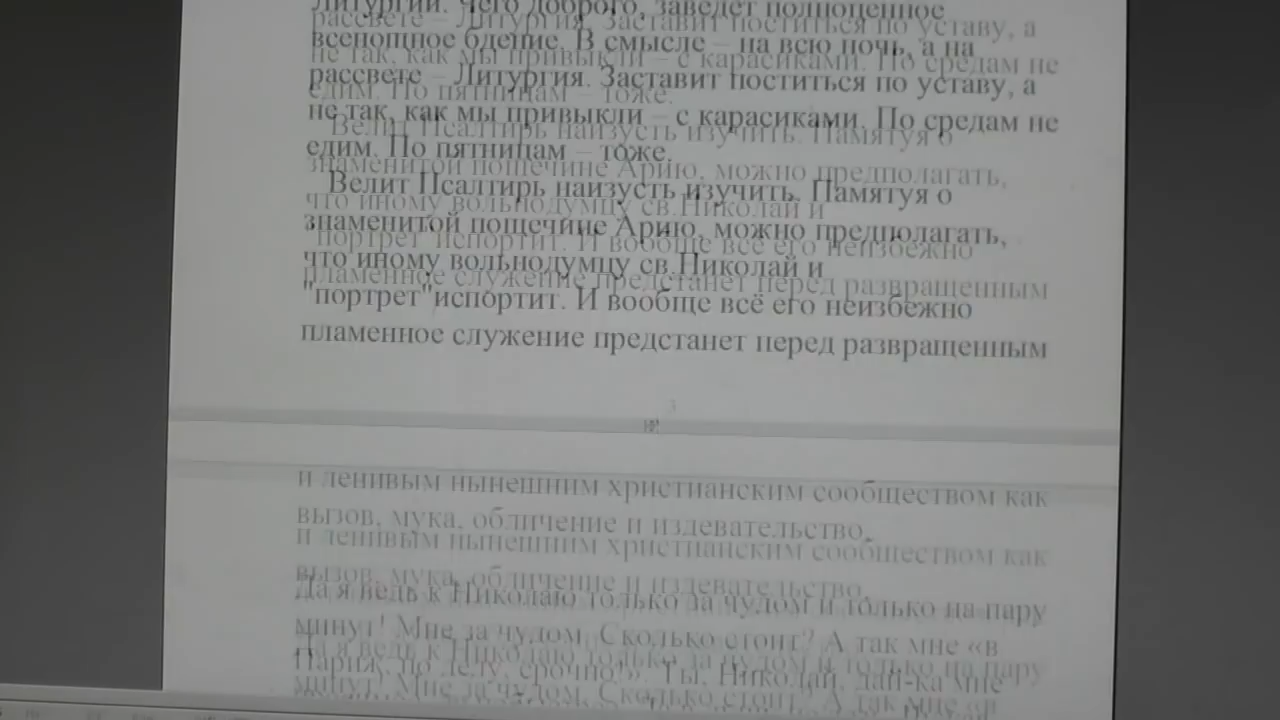 Литургии. Чего доброго, заведет полноценное
всенощное бдение. В смысле – на всю ночь, а на
рассвете – Литургия. Заставит поститься по уставу, а
не так, как мы привыкли – с карасиками. По средам не
едим. По пятницам – тоже.
Велит Псалтирь наизусть изучить. Памятуя о
знаменитой пощечине Арию, можно предполагать,
что иному вольнодумцу св.Николай и
"портрет"испортит. И вообще всё его неизбежно
пламенное служение предстанет перед развращенным
3
и ленивым нынешним христианским сообществом как
вызов, мука, обличение и издевательство.
Да я ведь к Николаю только за чудом и только на пару
минут! Мне за чудом. Сколько стоит? А так мне «в
Париж, по делу, срочно!». Ты, Николай, дай-ка мне